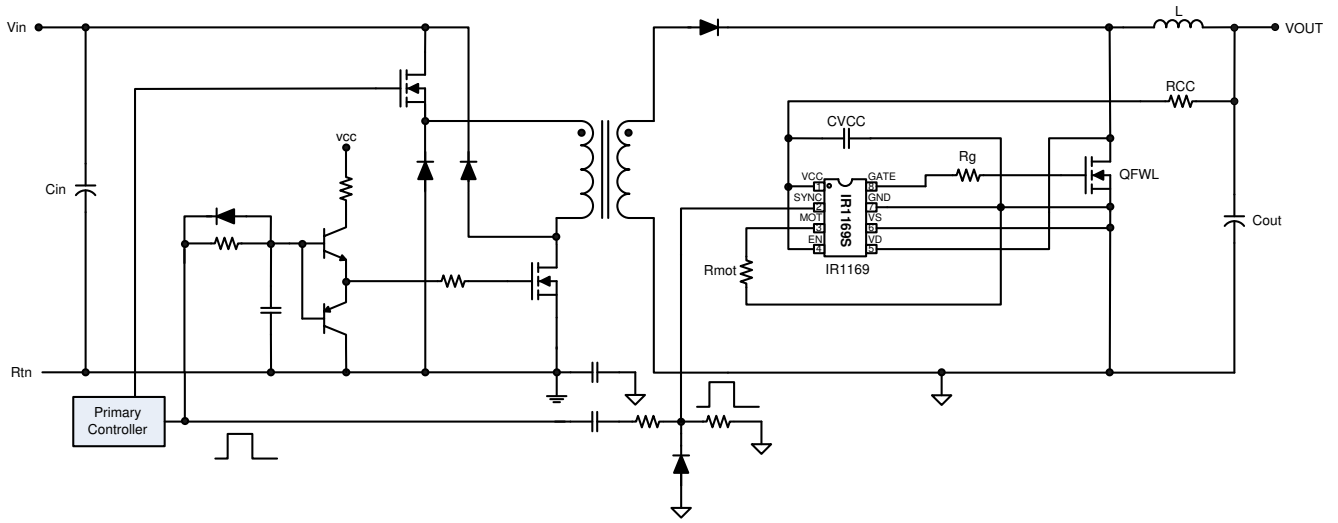 L
Vin
VOUT
RCC
CVCC
vcc
Rg
VCC
GATE
1
8
SYNC
GND
QFWL
2
7
MOT
VS
3
6
EN
VD
4
5
IR1169S
Cin
Cout
Rmot
IR1169
Rtn
Primary
Controller